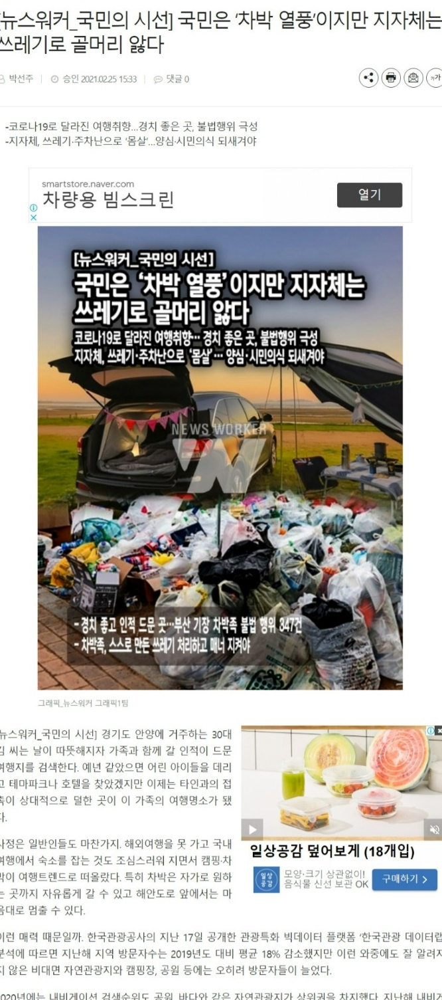 [뉴스워커_국민의 시선] 국민은 '차박 열풍'이지만 지자체는
쓰레기로 골머리 앓다
박선주
승인 2021.02.25 15:33
댓글 0
가
-코로나19로 달라진 여행취향...경치 좋은 곳, 불법행위 극성
-지자체, 쓰레기·주차난으로 '몸살'...양심·시민의식 되새겨야
smartstore.naver.com
차량용 빔스크린
열기
[뉴스워커_국민의 시선]
국민은 '차박 열풍'이지만 지자체는
쓰레기로 골머리 앓다
코로나19로 달라진 여행취향… 경치 좋은 곳, 불법행위 극성
지자체, 쓰레기·주차난으로 '몸살'… 양심·시민의식 되새겨야
NEWS WORKER
- 경치 좋고 인적 드문 곳…부산 기장 차박족 불법 행위 347건
- 차박족, 스스로 만든 쓰레기 처리하고 매너 지켜야
그래픽_뉴스워커 그래픽1팀
뉴스워커_국민의 시선] 경기도 안양에 거주하는 30대
김 씨는 날이 따뜻해지자 가족과 함께 갈 인적이 드문
여행지를 검색한다. 예년 같았으면 어린 아이들을 데리
고 테마파크나 호텔을 찾았겠지만 이제는 타인과의 접
촉이 상대적으로 덜한 곳이 이 가족의 여행명소가 됐
다.
사정은 일반인들도 마찬가지. 해외여행을 못 가고 국내
여행에서 숙소를 잡는 것도 조심스러워 지면서 캠핑·차
박이 여행트렌드로 떠올랐다. 특히 차박은 자가로 원하
는 곳까지 자유롭게 갈 수 있고 해안도로 앞에서는 마
음대로 멈출 수 있다.
일상공감 덮어보게 (18개입)
일상
공감
모양·크기 상관없이!
음식물 신선 보관 OK
구매하기 >
이런 매력 때문일까. 한국관광공사의 지난 17일 공개한 관광특화 빅데이터 플랫폼 '한국관광 데이터랩
분석에 따르면 지난해 지역 방문자수는 2019년도 대비 평균 18% 감소했지만 이런 와중에도 잘 알려지
지 않은 비대면 자연관광지와 캠핑장, 공원 등에는 오히려 방문자들이 늘었다.
2020년에는 내비게이션 검색순위도 공원, 바다와 같은 자연관광지가 상위권을 차지했다. 지난해 내비게